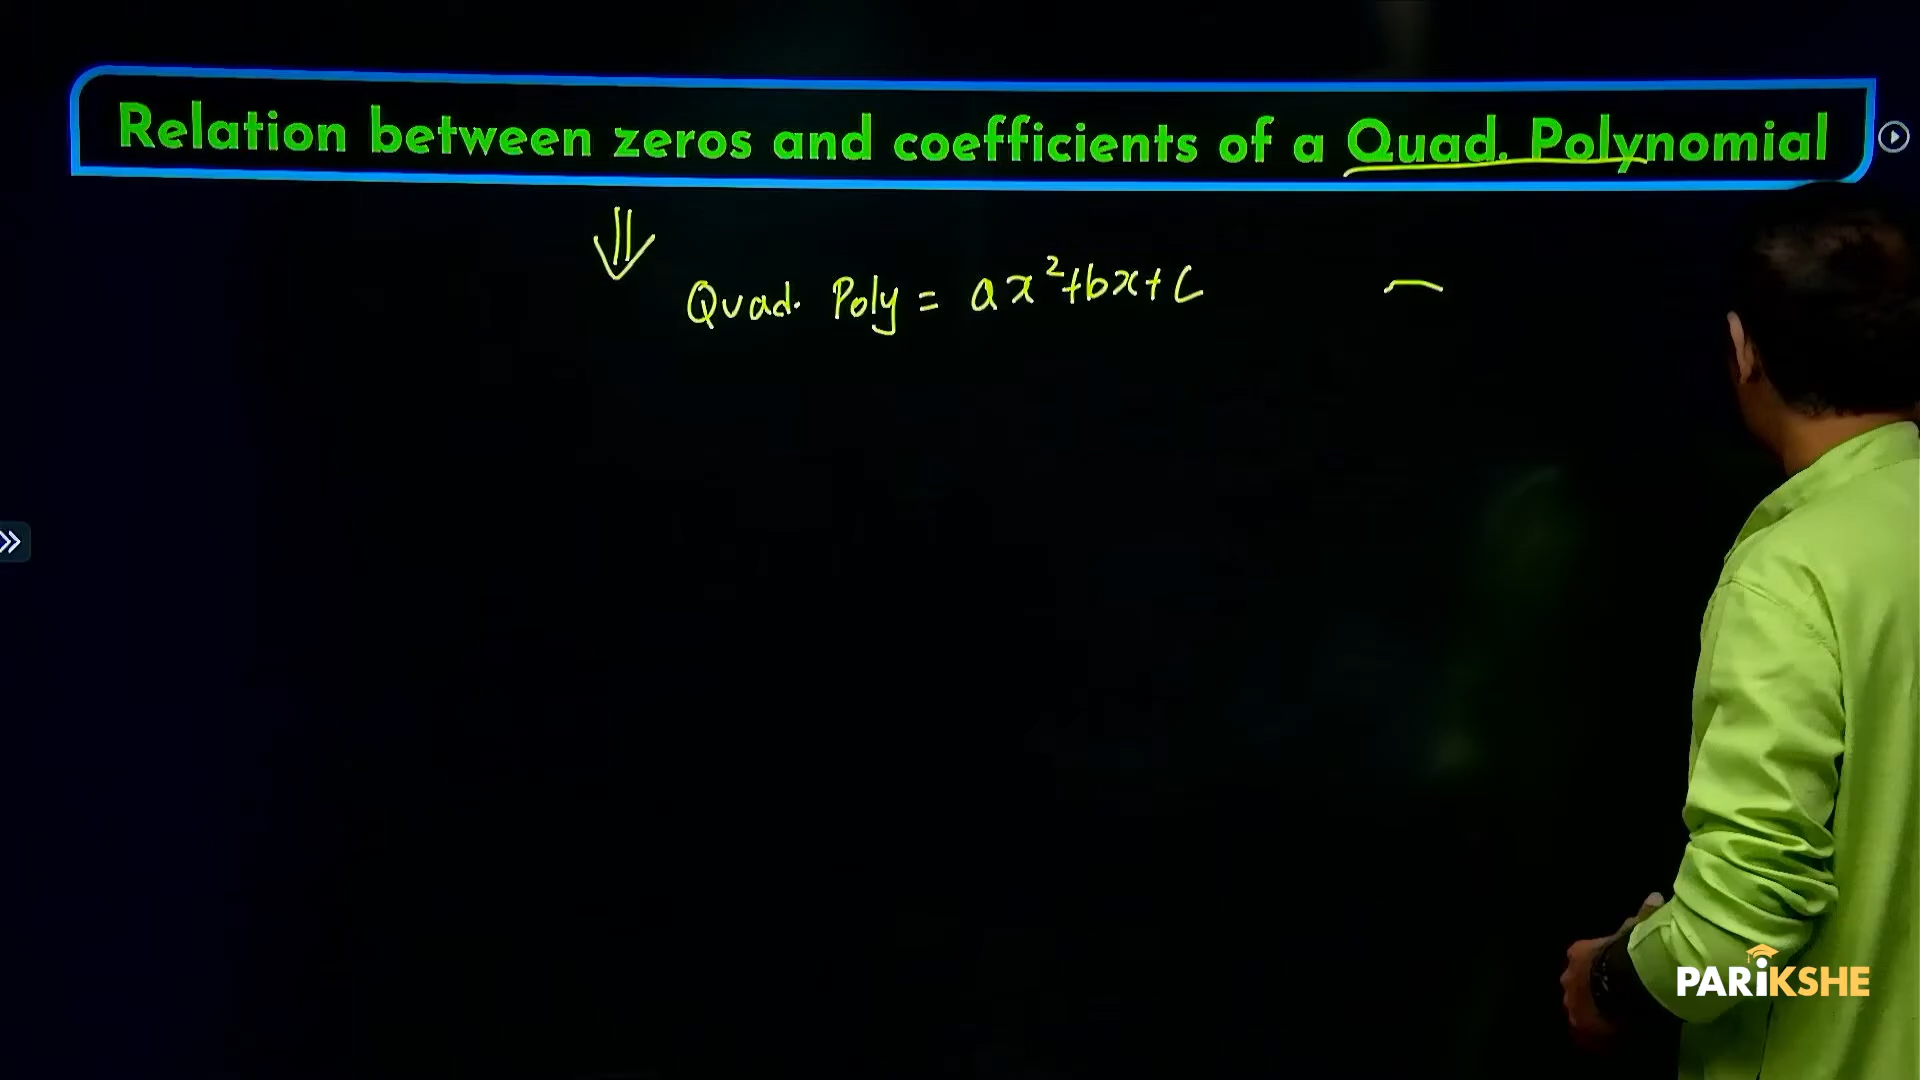 Relation between zeros and coefficients of a Quad. Polynomial
Quad. Poly = ax²+bx+c
PARiKSHE